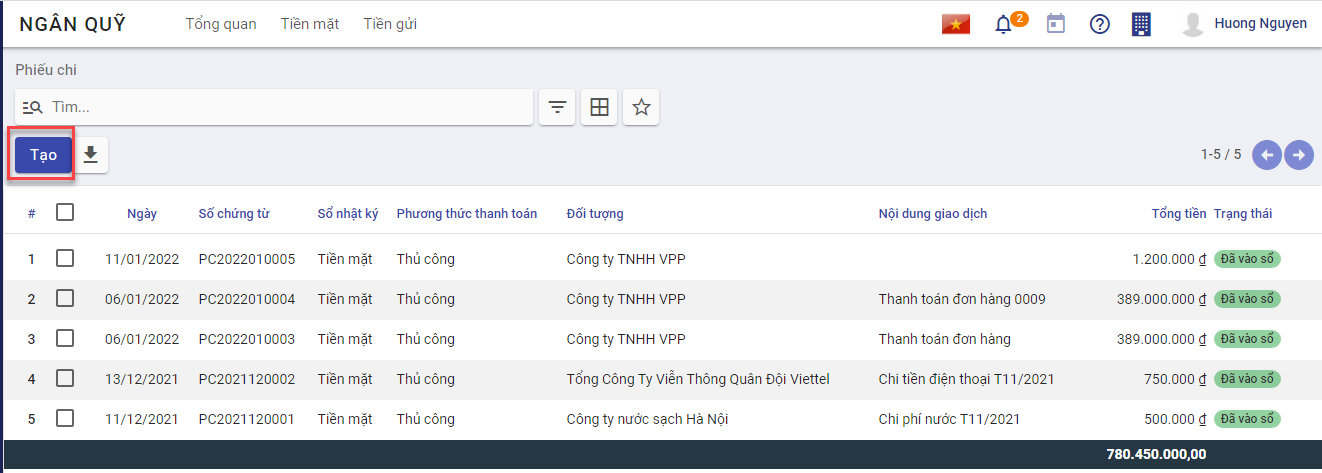 NGÂN QUỸ Tổng quan Tiền mặt Tiền gửi 2 Huong Nguyen
Phiếu chi
Tìm...
Tạo 1-5 / 5
# Ngày Số chứng từ Sổ nhật ký Phương thức thanh toán Đối tượng Nội dung giao dịch Tổng tiền Trạng thái
1 11/01/2022 PC2022010005 Tiền mặt Thủ công Công ty TNHH VPP 1.200.000 ₫ Đã vào sổ
2 06/01/2022 PC2022010004 Tiền mặt Thủ công Công ty TNHH VPP Thanh toán đơn hàng 0009 389.000.000 ₫ Đã vào sổ
3 06/01/2022 PC2022010003 Tiền mặt Thủ công Công ty TNHH VPP Thanh toán đơn hàng 389.000.000 ₫ Đã vào sổ
4 13/12/2021 PC2021120002 Tiền mặt Thủ công Tổng Công Ty Viễn Thông Quân Đội Viettel Chi tiền điện thoại T11/2021 750.000 ₫ Đã vào sổ
5 11/12/2021 PC2021120001 Tiền mặt Thủ công Công ty nước sạch Hà Nội Chi phí nước T11/2021 500.000 ₫ Đã vào sổ
780.450.000,00